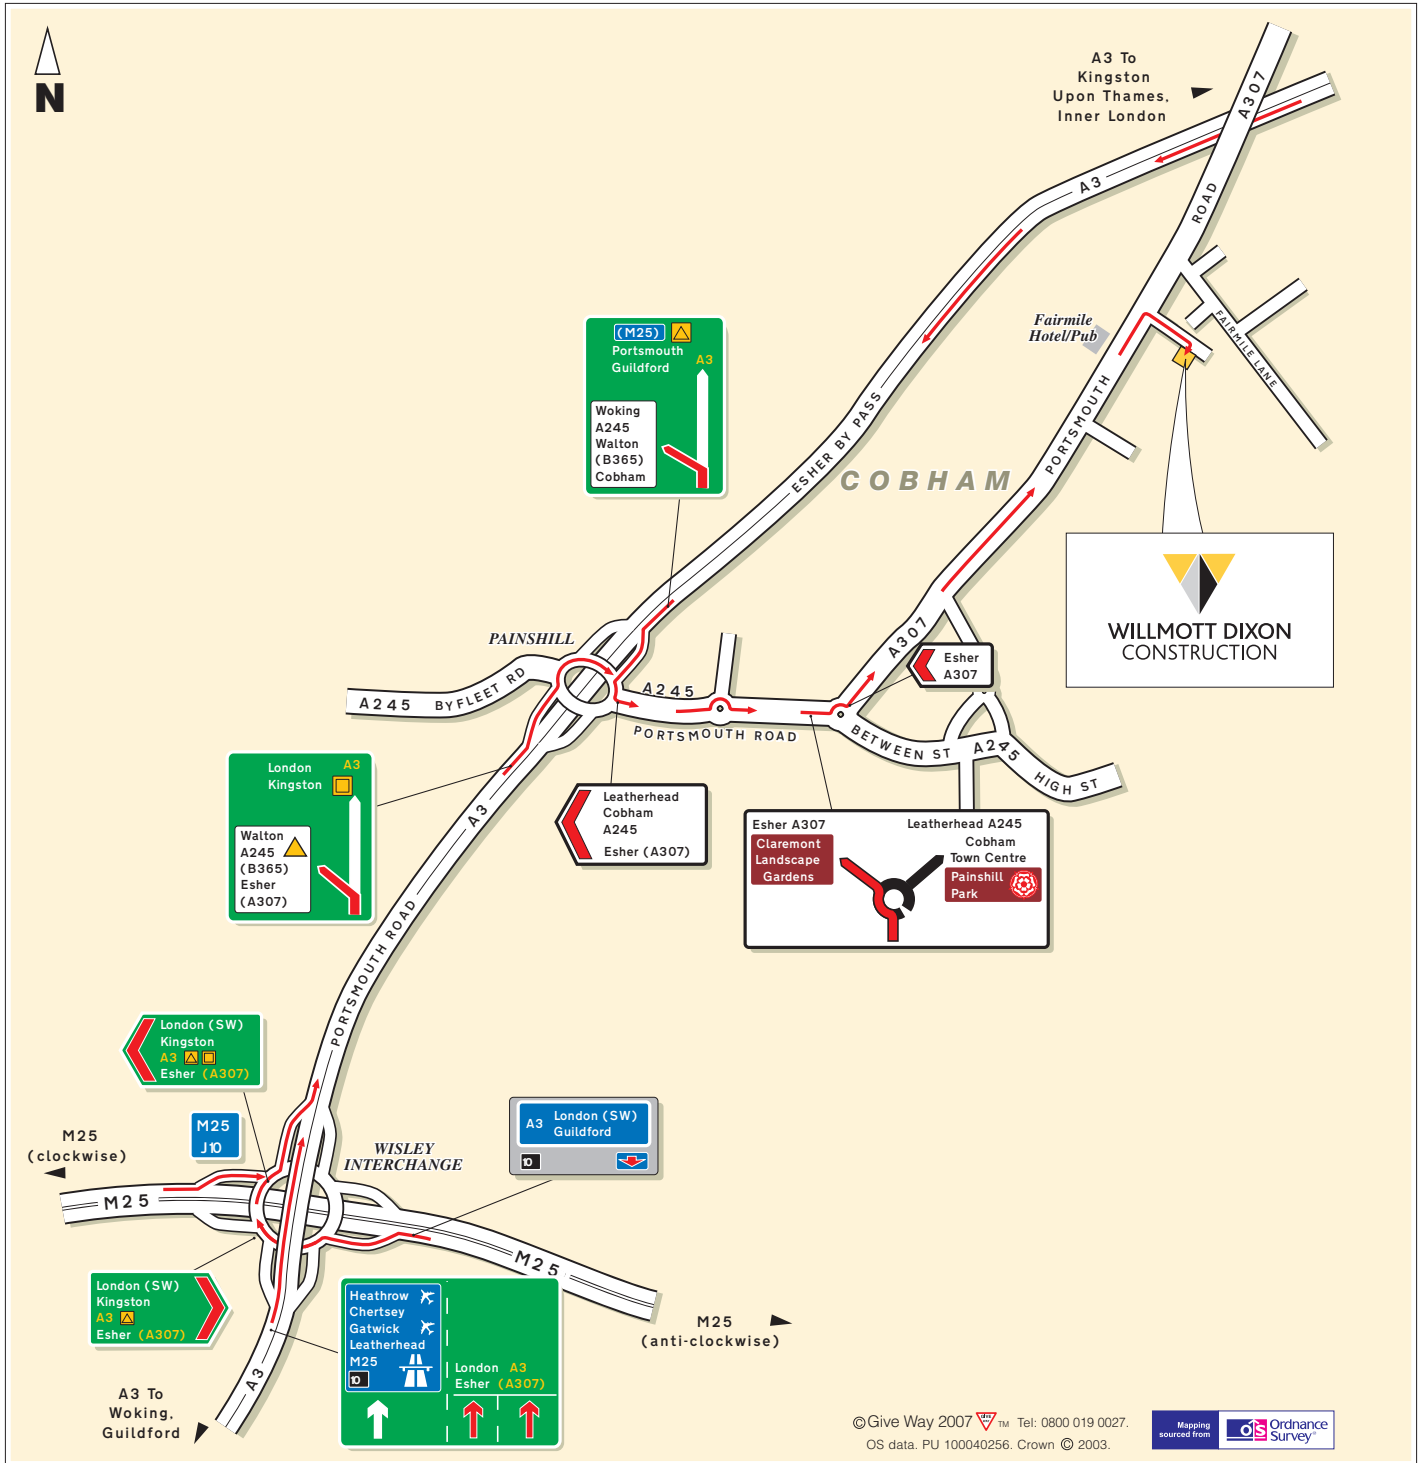 N
A3 To
Kingston
Upon Thames,
Inner London
A307
A3
ROAD
Fairmile
Hotel/Pub
FAIRMILE LANE
(M25)
Portsmouth
Guildford
A3
Woking
A245
Walton
(B365)
Cobham
ESHER BY PASS
COBHAM
PORTSMOUTH
WILLMOTT DIXON
CONSTRUCTION
PAINSHILL
A245 BYFLEET RD
A245
PORTSMOUTH ROAD
A307
Esher
A307
BETWEEN ST
A245
HIGH ST
London
Kingston
A3
Walton
A245
(B365)
Esher
(A307)
A3
Leatherhead
Cobham
A245
Esher (A307)
Esher A307
Claremont
Landscape
Gardens
Leatherhead A245
Cobham
Town Centre
Painshill
Park
PORTSMOUTH ROAD
London (SW)
Kingston
A3
Esher (A307)
M25
J10
M25
(clockwise)
WISLEY
INTERCHANGE
A3
London (SW)
Guildford
10
M25
M25
London (SW)
Kingston
A3
Esher (A307)
Heathrow
Chertsey
Gatwick
Leatherhead
M25
10
London A3
Esher (A307)
M25
(anti-clockwise)
A3
A3 To
Woking,
Guildford
© Give Way 2007 TM Tel: 0800 019 0027.
OS data. PU 100040256. Crown © 2003.
Mapping
sourced from
Ordnance
Survey